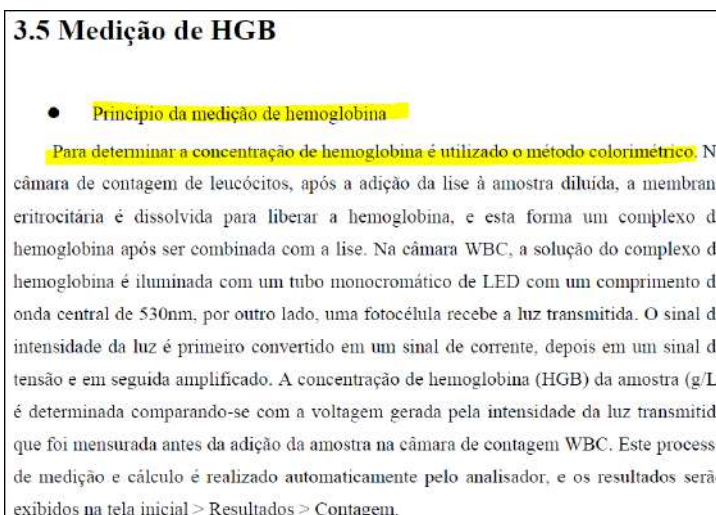 3.5 Medição de HGB
● Princípio da medição de hemoglobina
Para determinar a concentração de hemoglobina é utilizado o método colorimétrico. N
câmara de contagem de leucócitos, após a adição da lise à amostra diluída, a membran
eritrocitária é dissolvida para liberar a hemoglobina, e esta forma um complexo d
hemoglobina após ser combinada com a lise. Na câmara WBC, a solução do complexo d
hemoglobina é iluminada com um tubo monocromático de LED com um comprimento d
onda central de 530nm, por outro lado, uma fotocélula recebe a luz transmitida. O sinal d
intensidade da luz é primeiro convertido em um sinal de corrente, depois em um sinal d
tensão e em seguida amplificado. A concentração de hemoglobina (HGB) da amostra (g/L
é determinada comparando-se com a voltagem gerada pela intensidade da luz transmitid
que foi mensurada antes da adição da amostra na câmara de contagem WBC. Este process
de medição e cálculo é realizado automaticamente pelo analisador, e os resultados serã
exibidos na tela inicial > Resultados > Contagem.